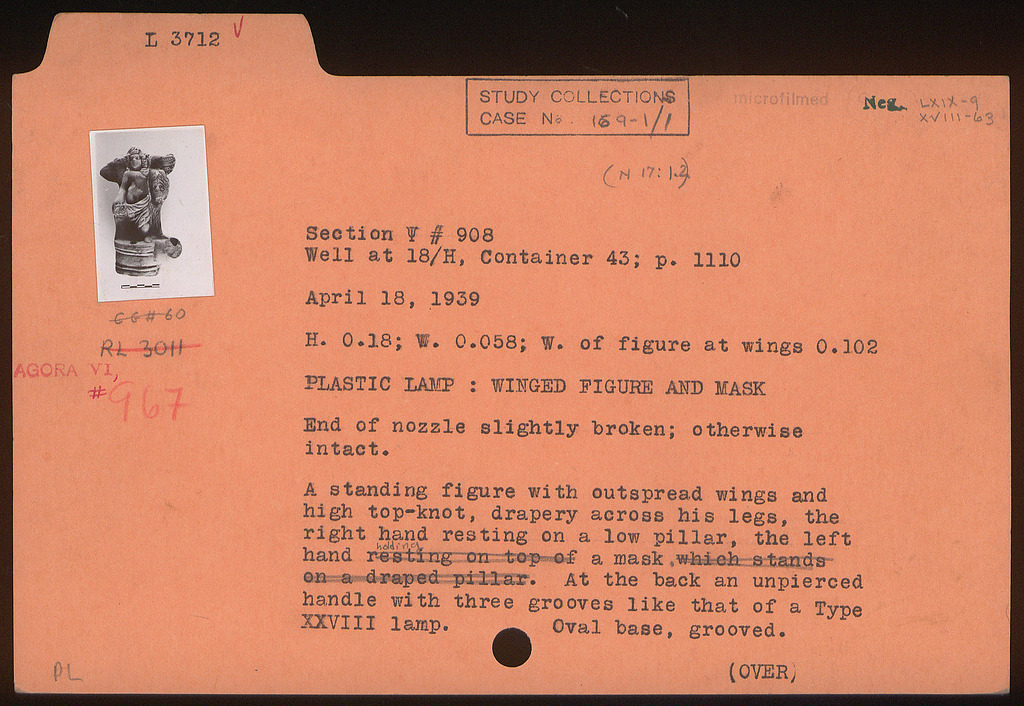 L 3712 √
STUDY COLLECTIONS
CASE No. 159-1/1
microfilmed
Neg. LXIX-9
XVIII-63
(N 17:1.2)
Section Ψ # 908
Well at 18/H, Container 43; p. 1110
April 18, 1939
GG#60
RL 3011
AGORA VI,
#967
H. 0.18; W. 0.058; W. of figure at wings 0.102
PLASTIC LAMP : WINGED FIGURE AND MASK
End of nozzle slightly broken; otherwise
intact.
A standing figure with outspread wings and
high top-knot, drapery across his legs, the
right hand resting on a low pillar, the left
holding
hand resting on top of a mask, which stands
on a draped pillar. At the back an unpierced
handle with three grooves like that of a Type
XXVIII lamp. Oval base, grooved.
(OVER)
PL